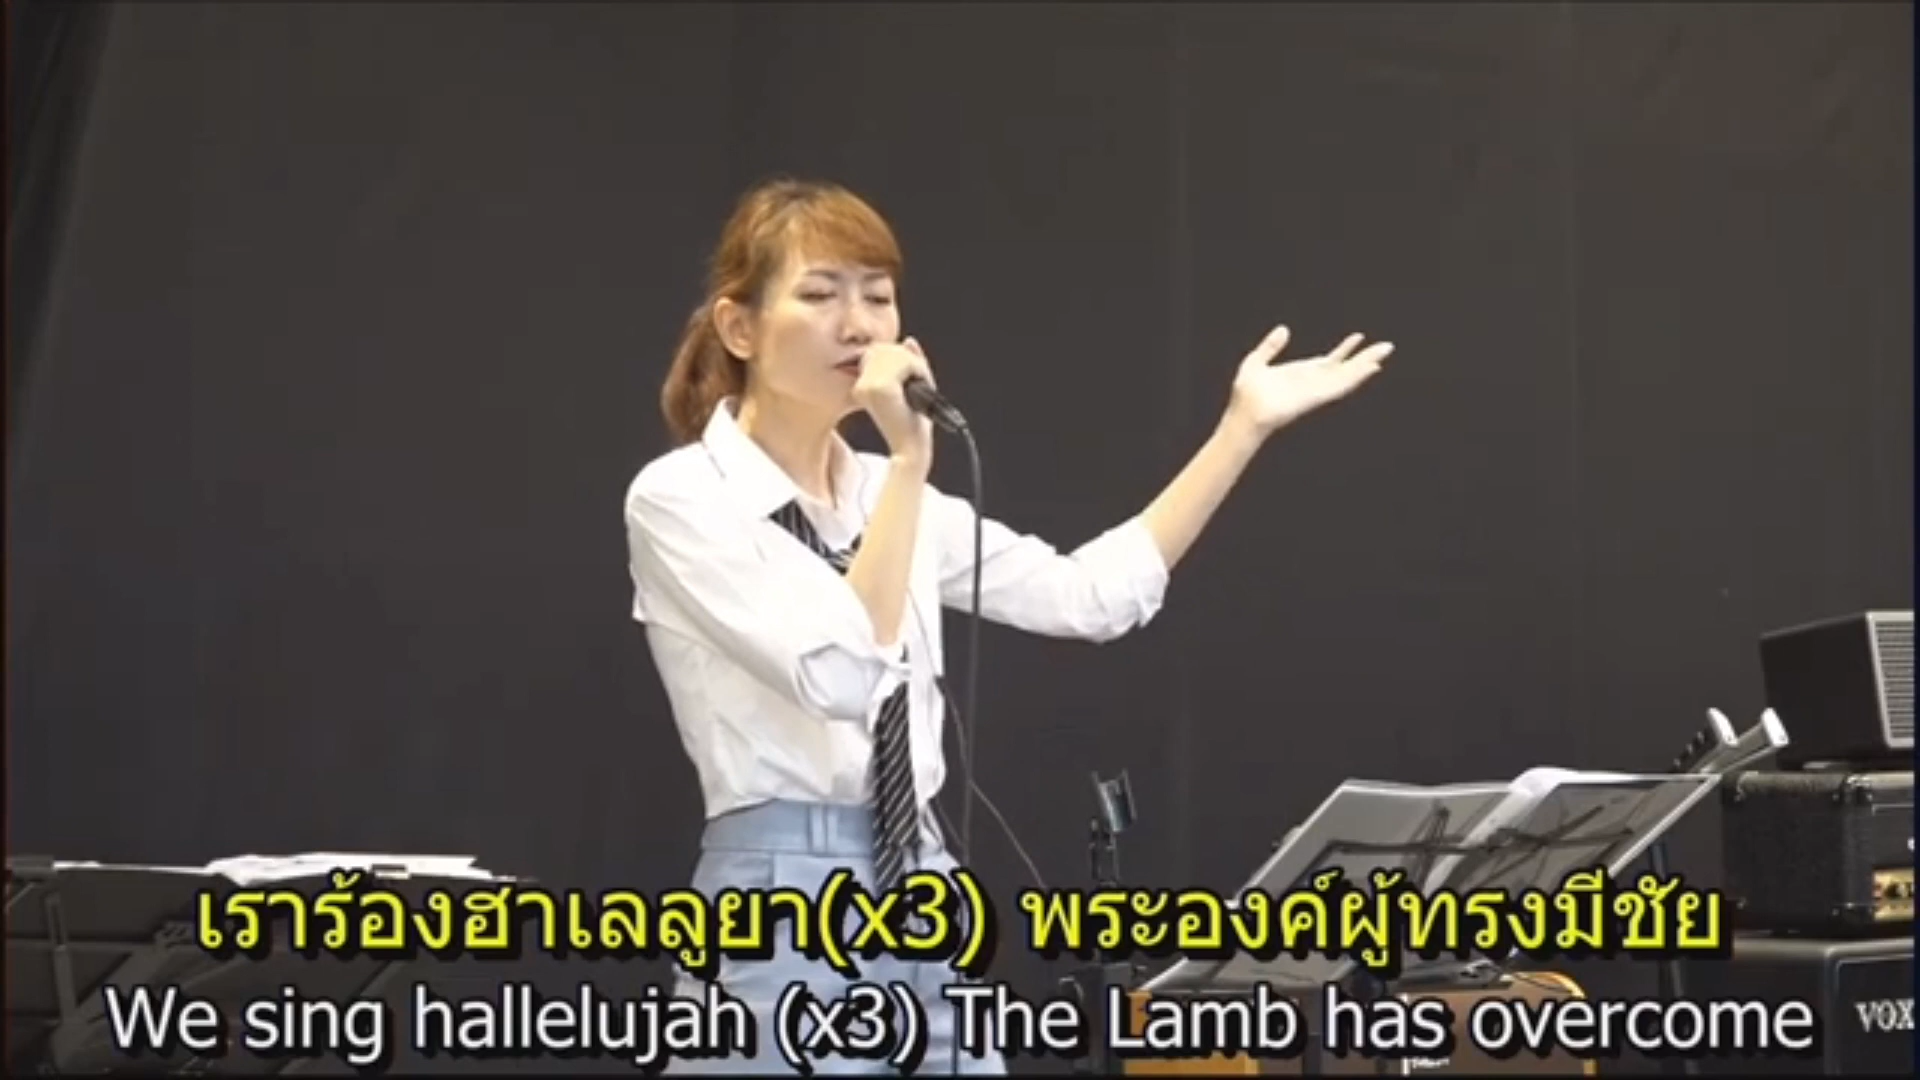 เราร้องฮาเลลูยา(x3) พระองค์ผู้ทรงมีชัย
We sing hallelujah (x3) The Lamb has overcome
VOX